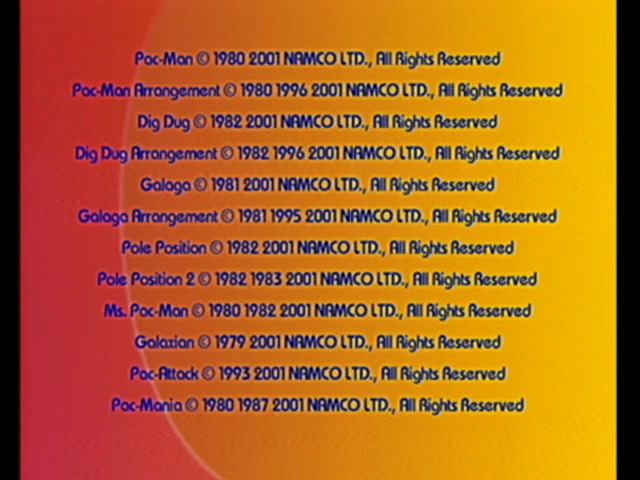 Pac-Man © 1980 2001 NAMCO LTD., All Rights Reserved
Pac-Man Arrangement © 1980 1996 2001 NAMCO LTD., All Rights Reserved
Dig Dug © 1982 2001 NAMCO LTD., All Rights Reserved
Dig Dug Arrangement © 1982 1996 2001 NAMCO LTD., All Rights Reserved
Galaga © 1981 2001 NAMCO LTD., All Rights Reserved
Galaga Arrangement © 1981 1995 2001 NAMCO LTD., All Rights Reserved
Pole Position © 1982 2001 NAMCO LTD., All Rights Reserved
Pole Position 2 © 1982 1983 2001 NAMCO LTD., All Rights Reserved
Ms. Pac-Man © 1980 1982 2001 NAMCO LTD., All Rights Reserved
Galaxian © 1979 2001 NAMCO LTD., All Rights Reserved
Pac-Attack © 1993 2001 NAMCO LTD., All Rights Reserved
Pac-Mania © 1980 1987 2001 NAMCO LTD., All Rights Reserved